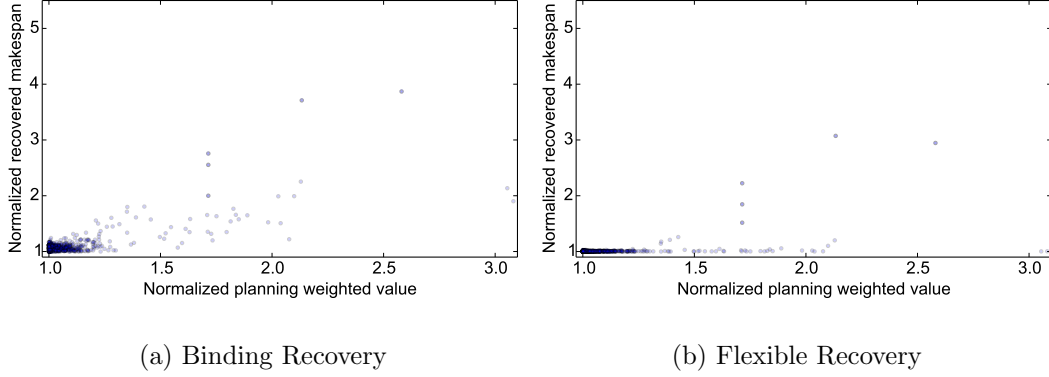 Normalized recovered makespan
5
4
3
2
1
1.0 1.5 2.0 2.5 3.0
Normalized planning weighted value
(a) Binding Recovery
Normalized recovered makespan
5
4
3
2
1
1.0 1.5 2.0 2.5 3.0
Normalized planning weighted value
(b) Flexible Recovery